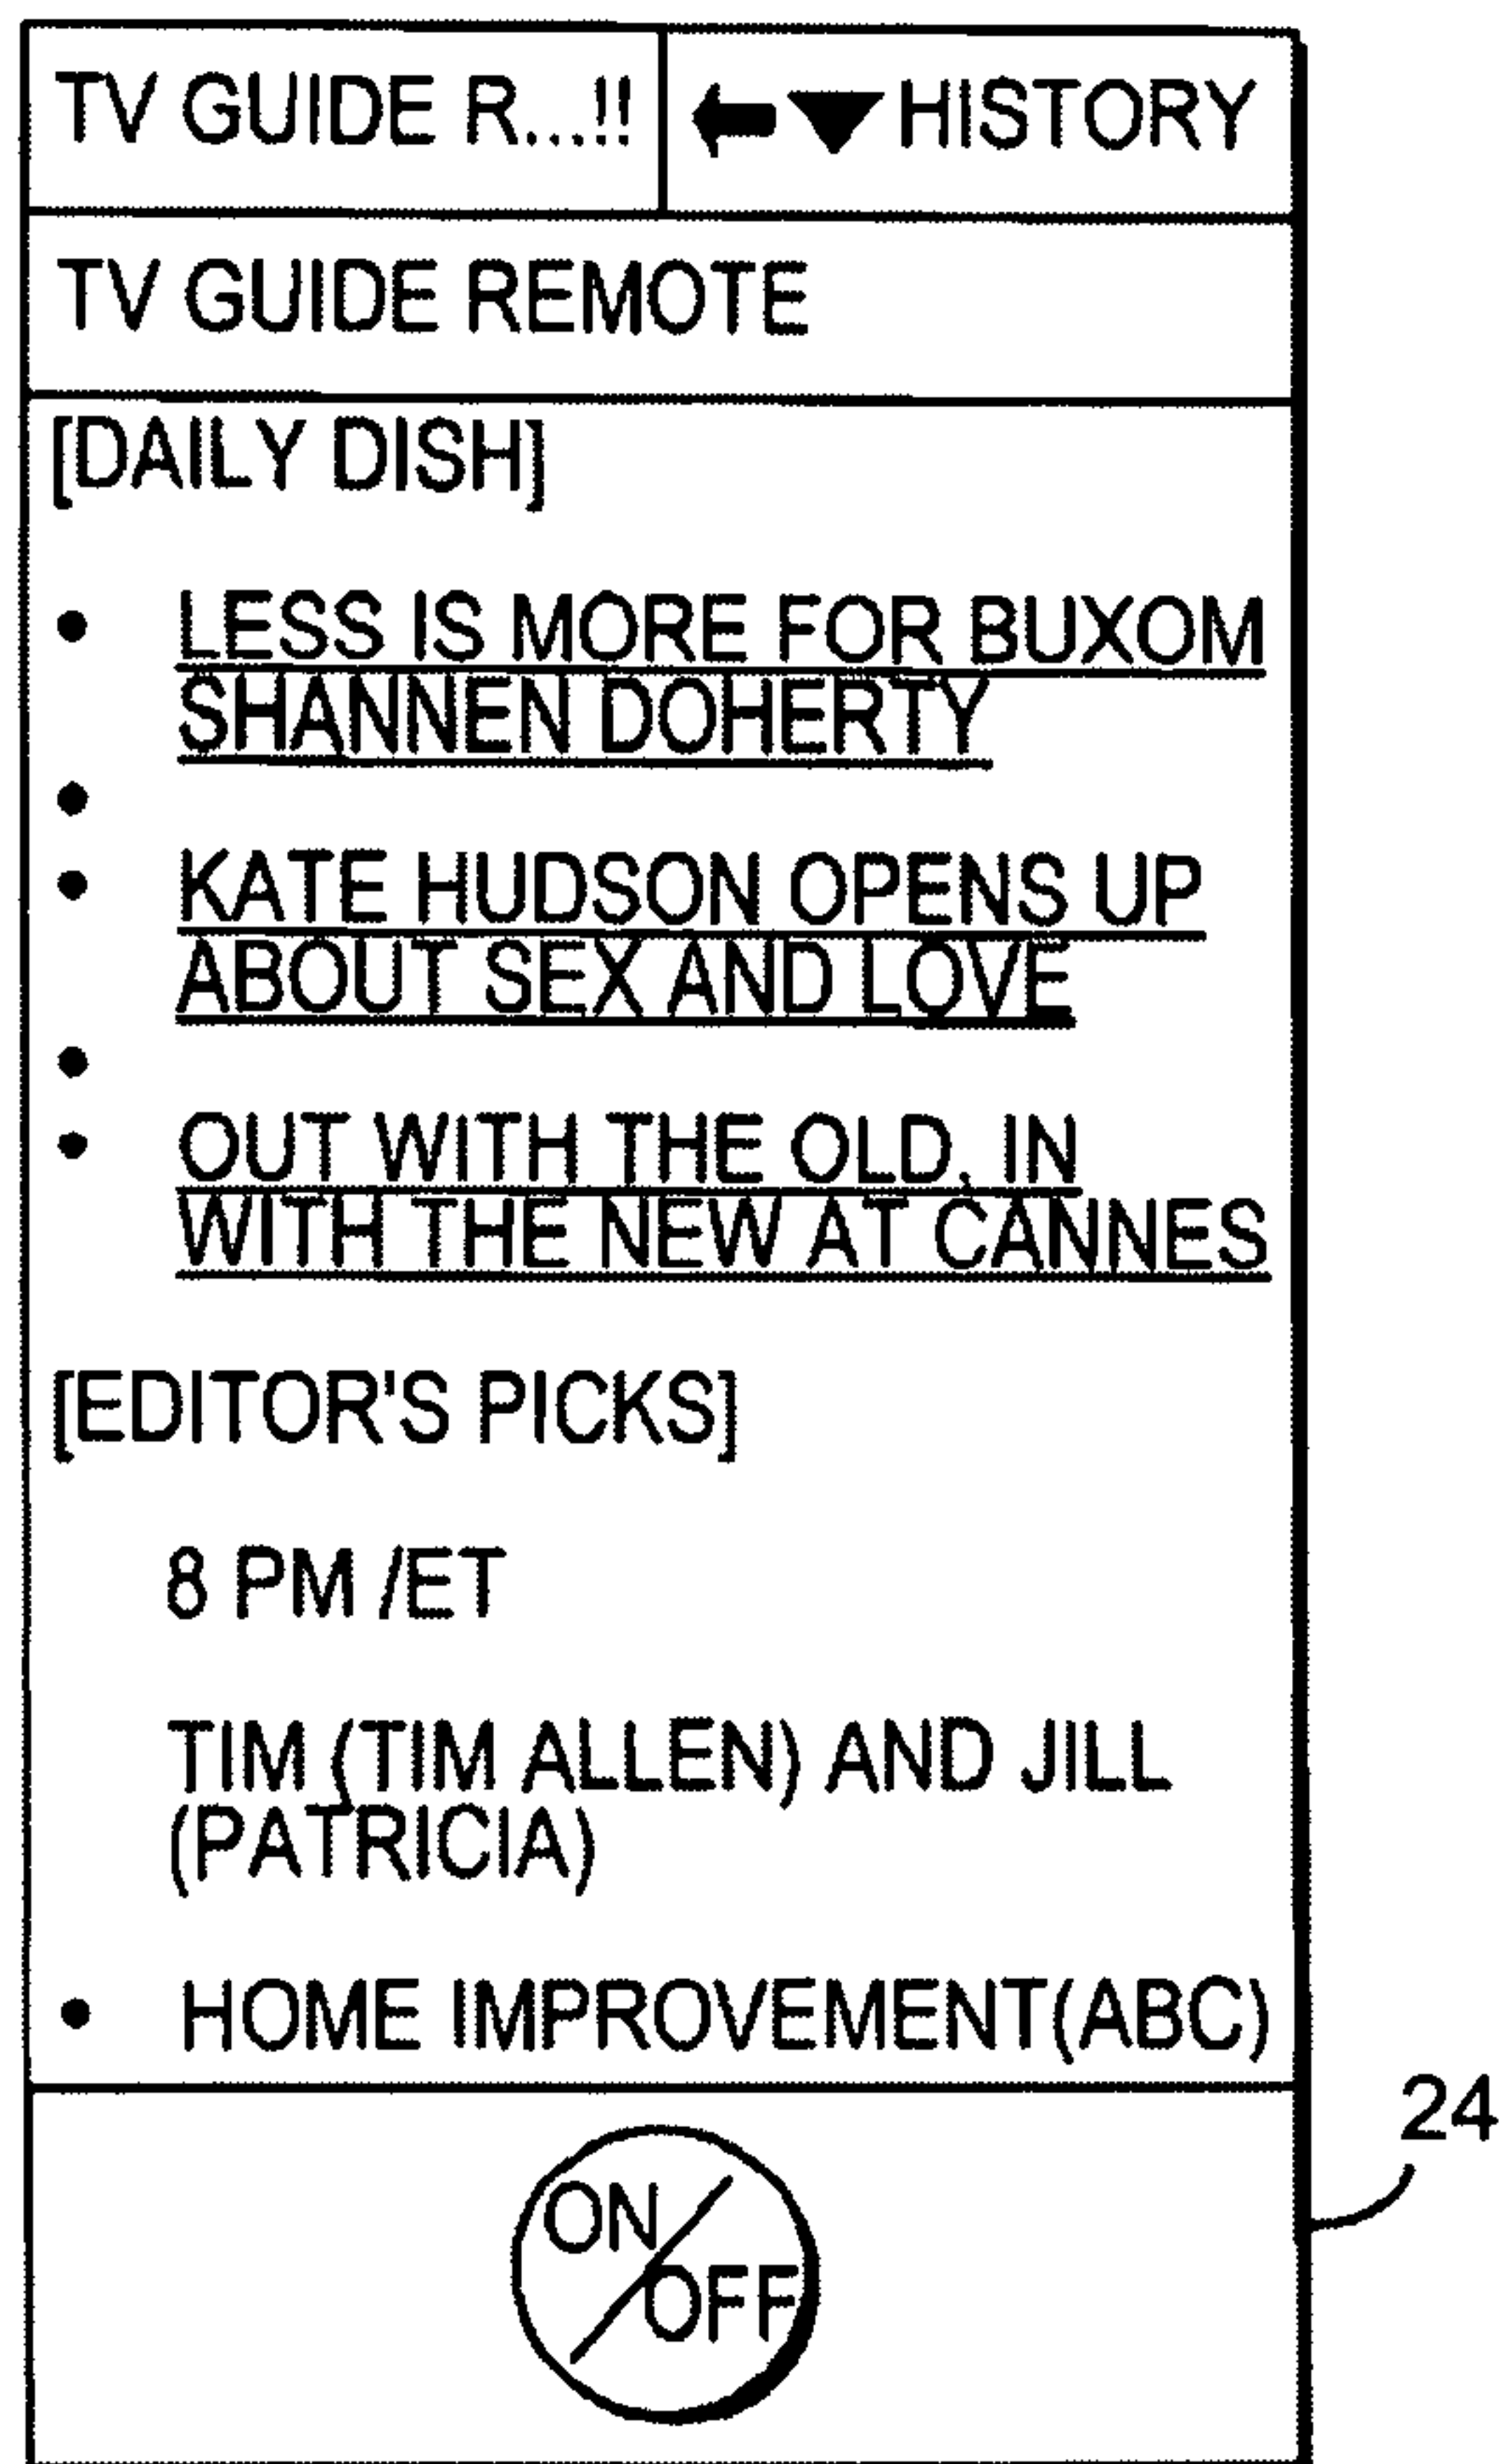 TV GUIDE R...!! HISTORY
TV GUIDE REMOTE
[DAILY DISH]
• LESS IS MORE FOR BUXOM
SHANNEN DOHERTY
•
• KATE HUDSON OPENS UP
ABOUT SEX AND LOVE
•
• OUT WITH THE OLD, IN
WITH THE NEW AT CANNES
[EDITOR'S PICKS]
8 PM /ET
TIM (TIM ALLEN) AND JILL
(PATRICIA)
• HOME IMPROVEMENT(ABC)
24
ON
OFF